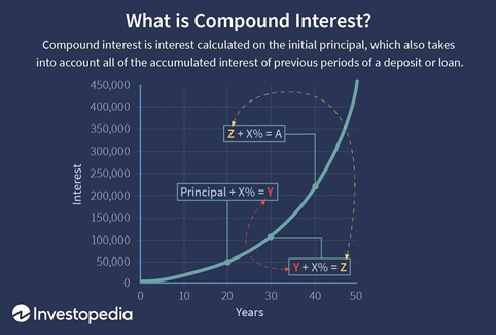 What is Compound Interest?
Compound interest is interest calculated on the initial principal, which also takes
into account all of the accumulated interest of previous periods of a deposit or loan.
450,000
400,000
350,000
300,000
250,000
200,000
150,000
100,000
50,000
0
Interest
Z + X% = A
Principal + X% = Y
Y + X% = Z
0 10 20 30 40 50
Years
Investopedia